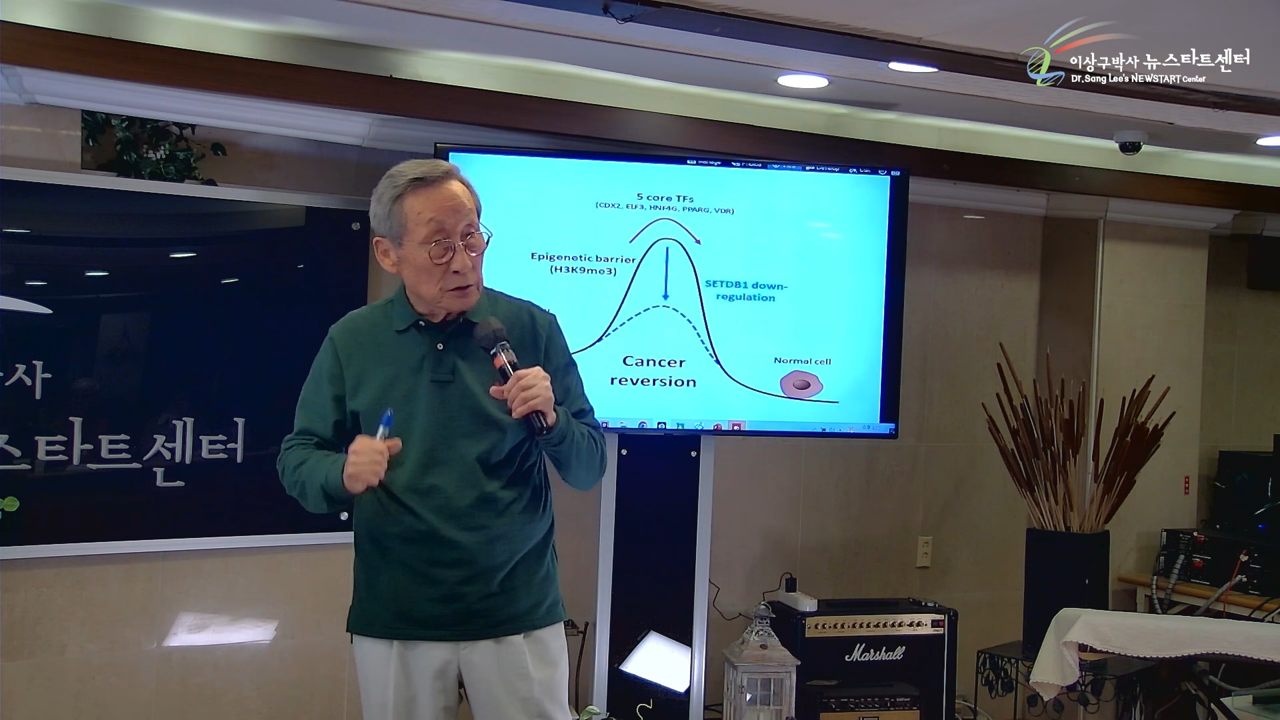 이상구박사 뉴스타트센터
Dr. Sang Lee's NEWSTART Center
5 core TFs
(CDX2, ELF3, HNF4G, PPARG, VDR)
Epigenetic barrier
(H3K9me3)
SETDB1 down-
regulation
Cancer
reversion
Normal cell
사
스타트센터
Marshall